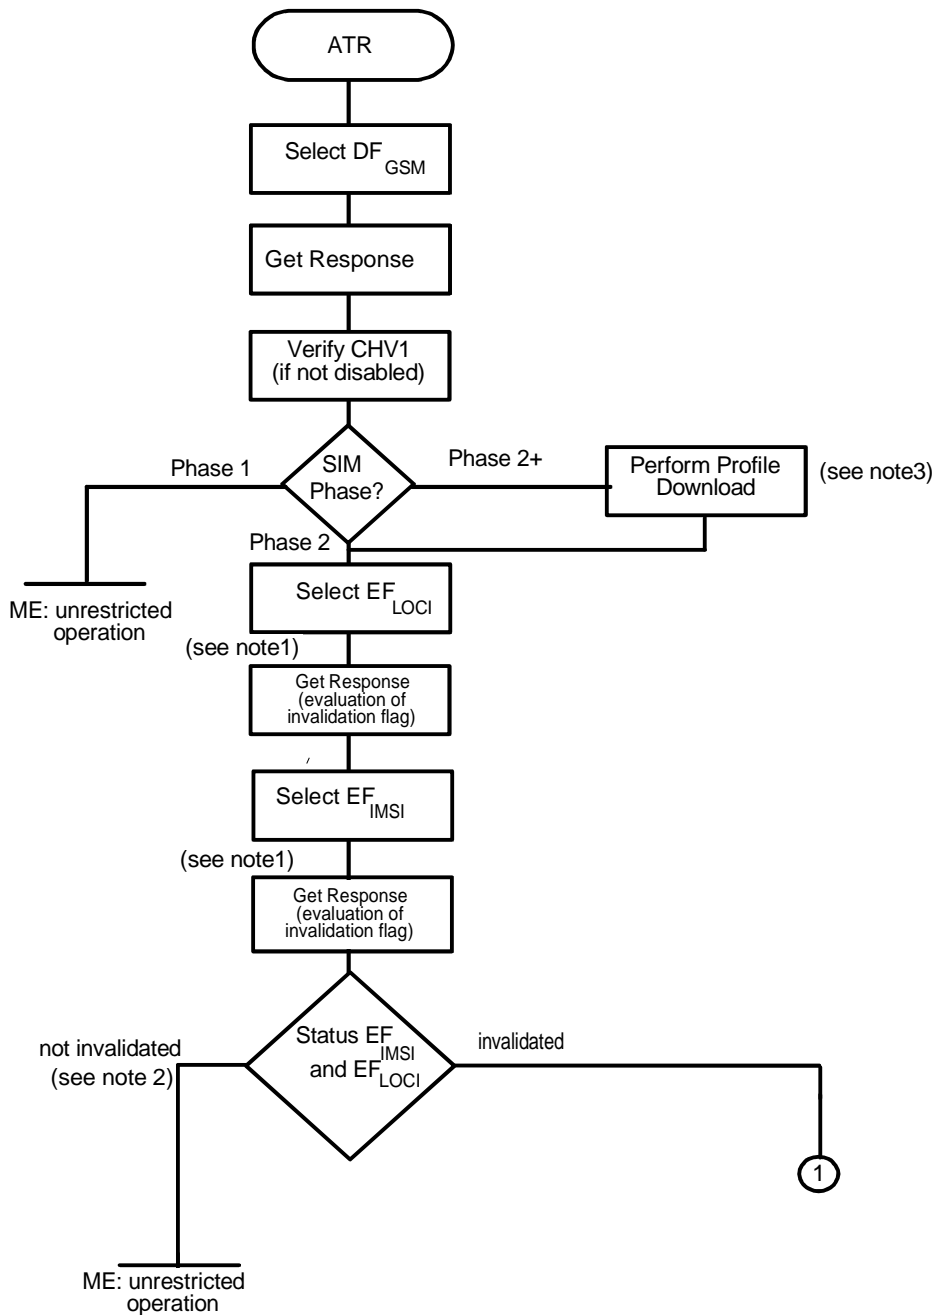 ATR
Select DF GSM
Get Response
Verify CHV1
(if not disabled)
Phase 1
SIM
Phase?
Phase 2+
Perform Profile
Download
(see note3)
Phase 2
Select EF LOCI
ME: unrestricted
operation
(see note1)
Get Response
(evaluation of
invalidation flag)
Select EF IMSI
(see note1)
Get Response
(evaluation of
invalidation flag)
not invalidated
(see note 2)
Status EF IMSI
and EF LOCI
invalidated
1
ME: unrestricted
operation